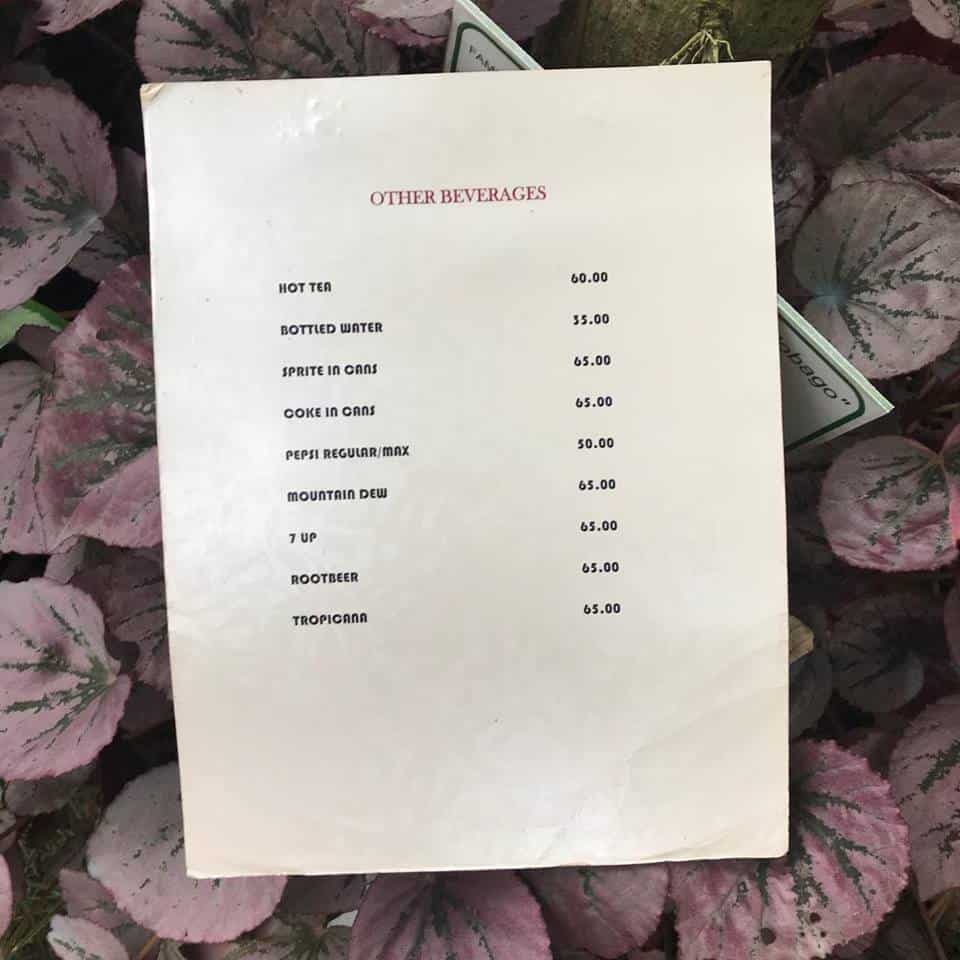 FAM
OTHER BEVERAGES
HOT TEA 60.00
BOTTLED WATER 35.00
SPRITE IN CANS 65.00
COKE IN CANS 65.00
PEPSI REGULAR/MAX 50.00
MOUNTAIN DEW 65.00
7 UP 65.00
ROOTBEER 65.00
TROPICANA 65.00
obago"